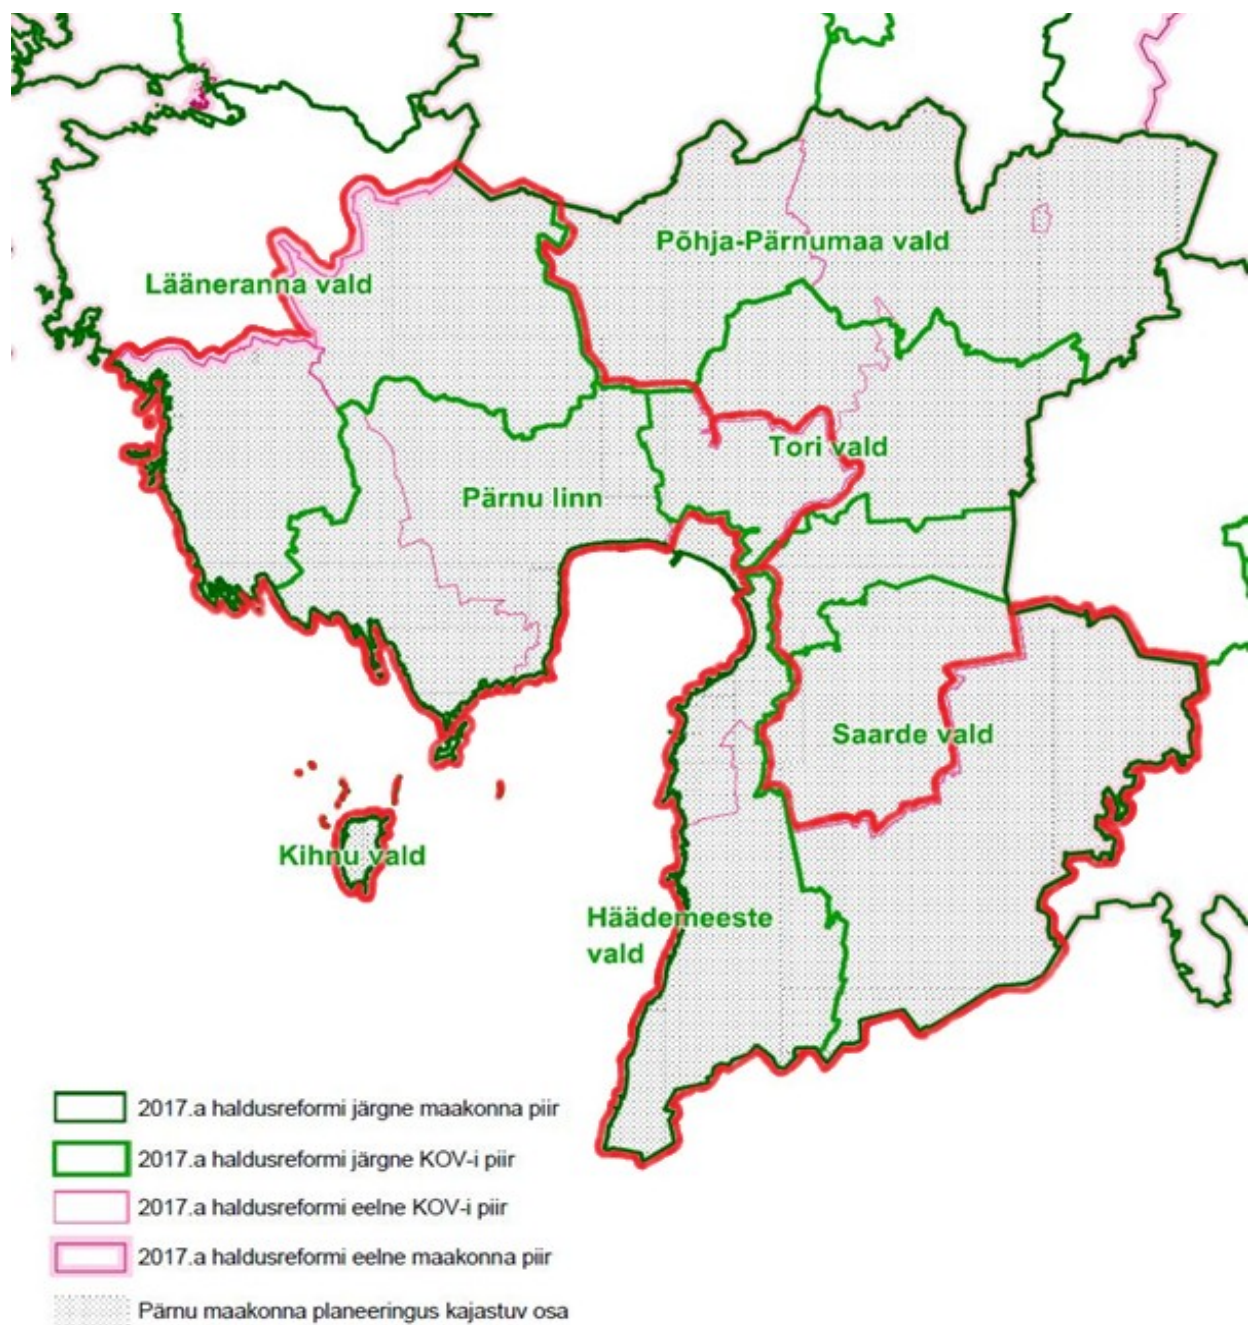 Põhja-Pärnumaa vald
Lääneranna vald
Tori vald
Pärnu linn
Saarde vald
Kihnu vald
Häädemeeste
vald
2017.a haldusreformi järgne maakonna piir
2017.a haldusreformi järgne KOV-i piir
2017.a haldusreformi eelne KOV-i piir
2017.a haldusreformi eelne maakonna piir
Pärnu maakonna planeeringus kajastuv osa